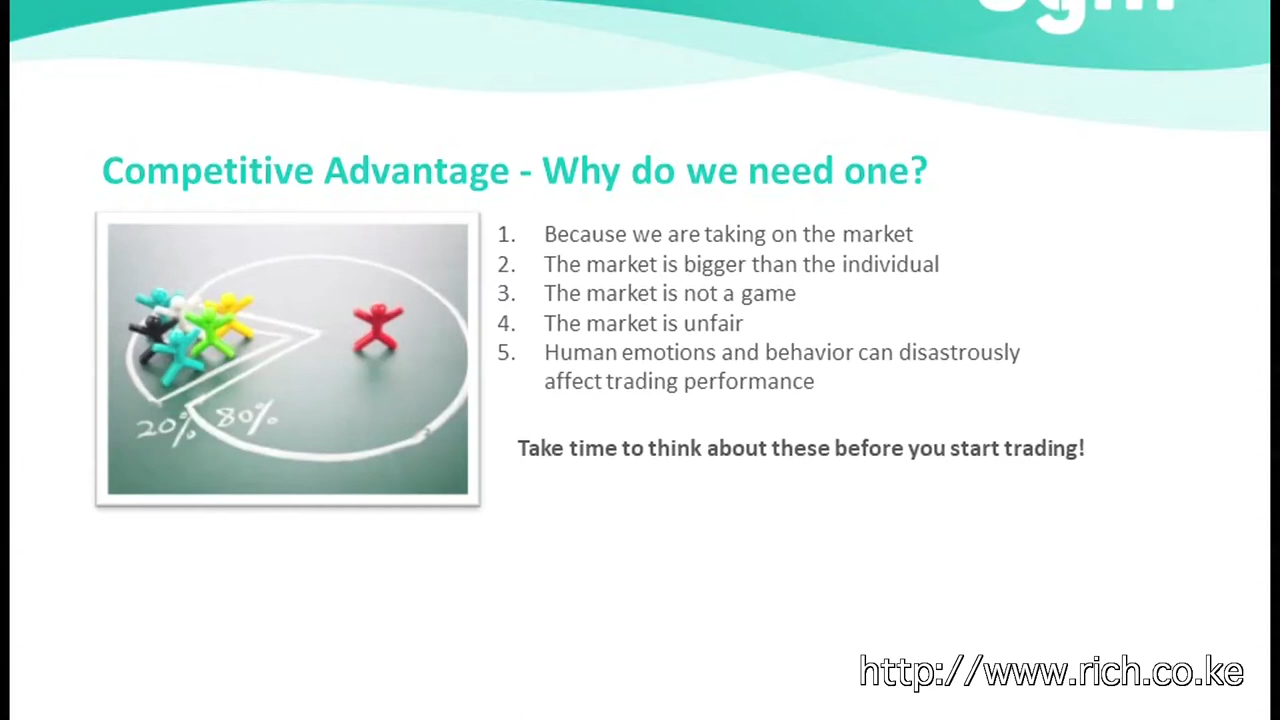 Competitive Advantage - Why do we need one?
1. Because we are taking on the market
2. The market is bigger than the individual
3. The market is not a game
4. The market is unfair
5. Human emotions and behavior can disastrously
affect trading performance
20% 80%
Take time to think about these before you start trading!
http://www.rich.co.ke